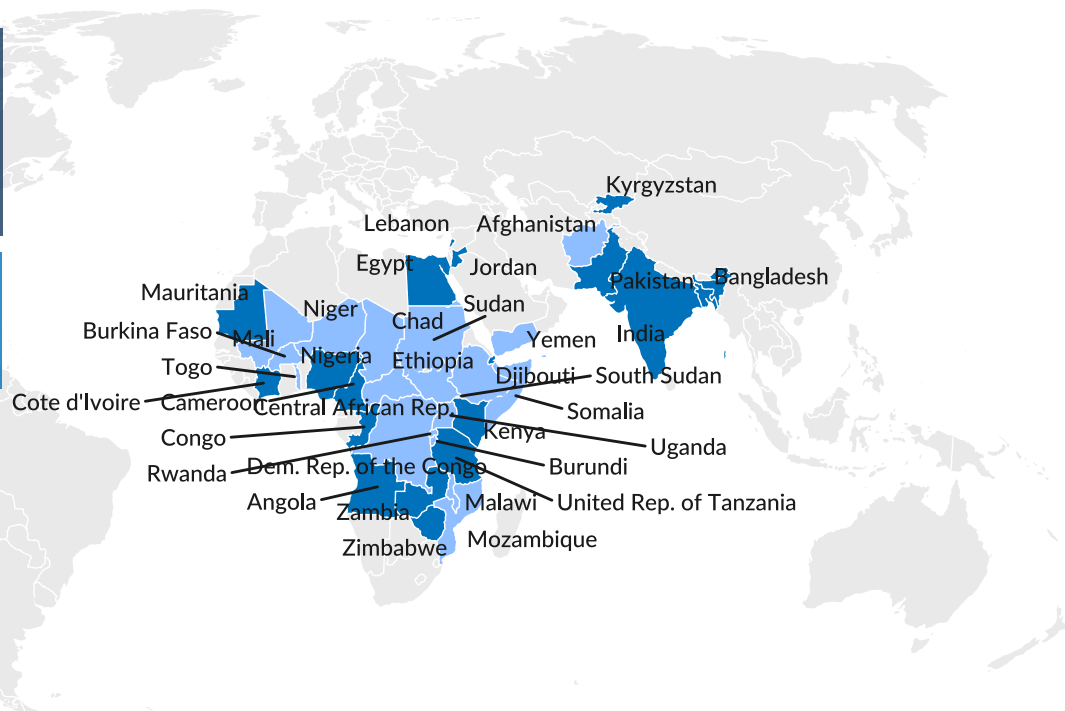 Kyrgyzstan
Lebanon
Afghanistan
Egypt
Jordan
Pakistan
Bangladesh
Mauritania
Niger
Sudan
Chad
Burkina Faso
Mali
Yemen
India
Nigeria
Ethiopia
Togo
Djibouti
South Sudan
Cote d'Ivoire
Cameroon
Central African Rep.
Somalia
Congo
Kenya
Uganda
Rwanda
Dem. Rep. of the Congo
Burundi
Angola
Zambia
Malawi
United Rep. of Tanzania
Zimbabwe
Mozambique